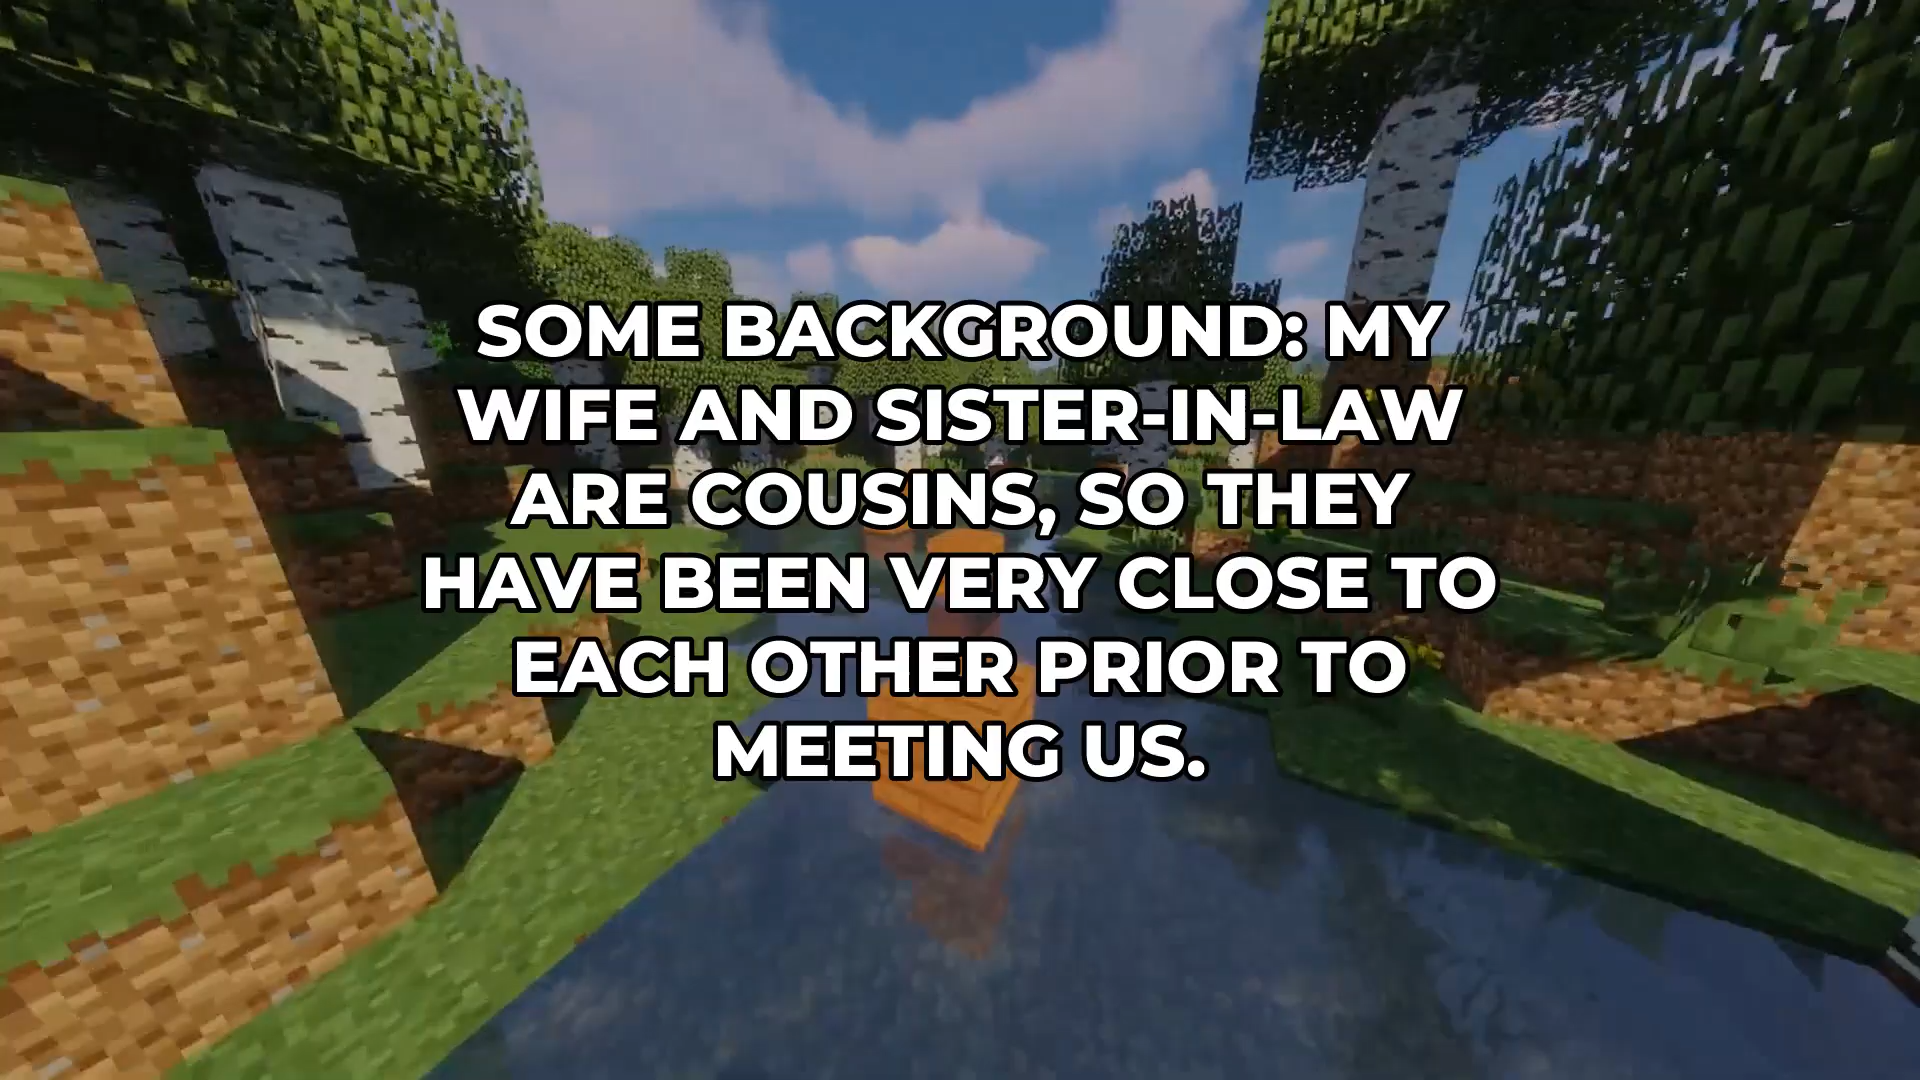 SOME BACKGROUND: MY
WIFE AND SISTER-IN-LAW
ARE COUSINS, SO THEY
HAVE BEEN VERY CLOSE TO
EACH OTHER PRIOR TO
MEETING US.